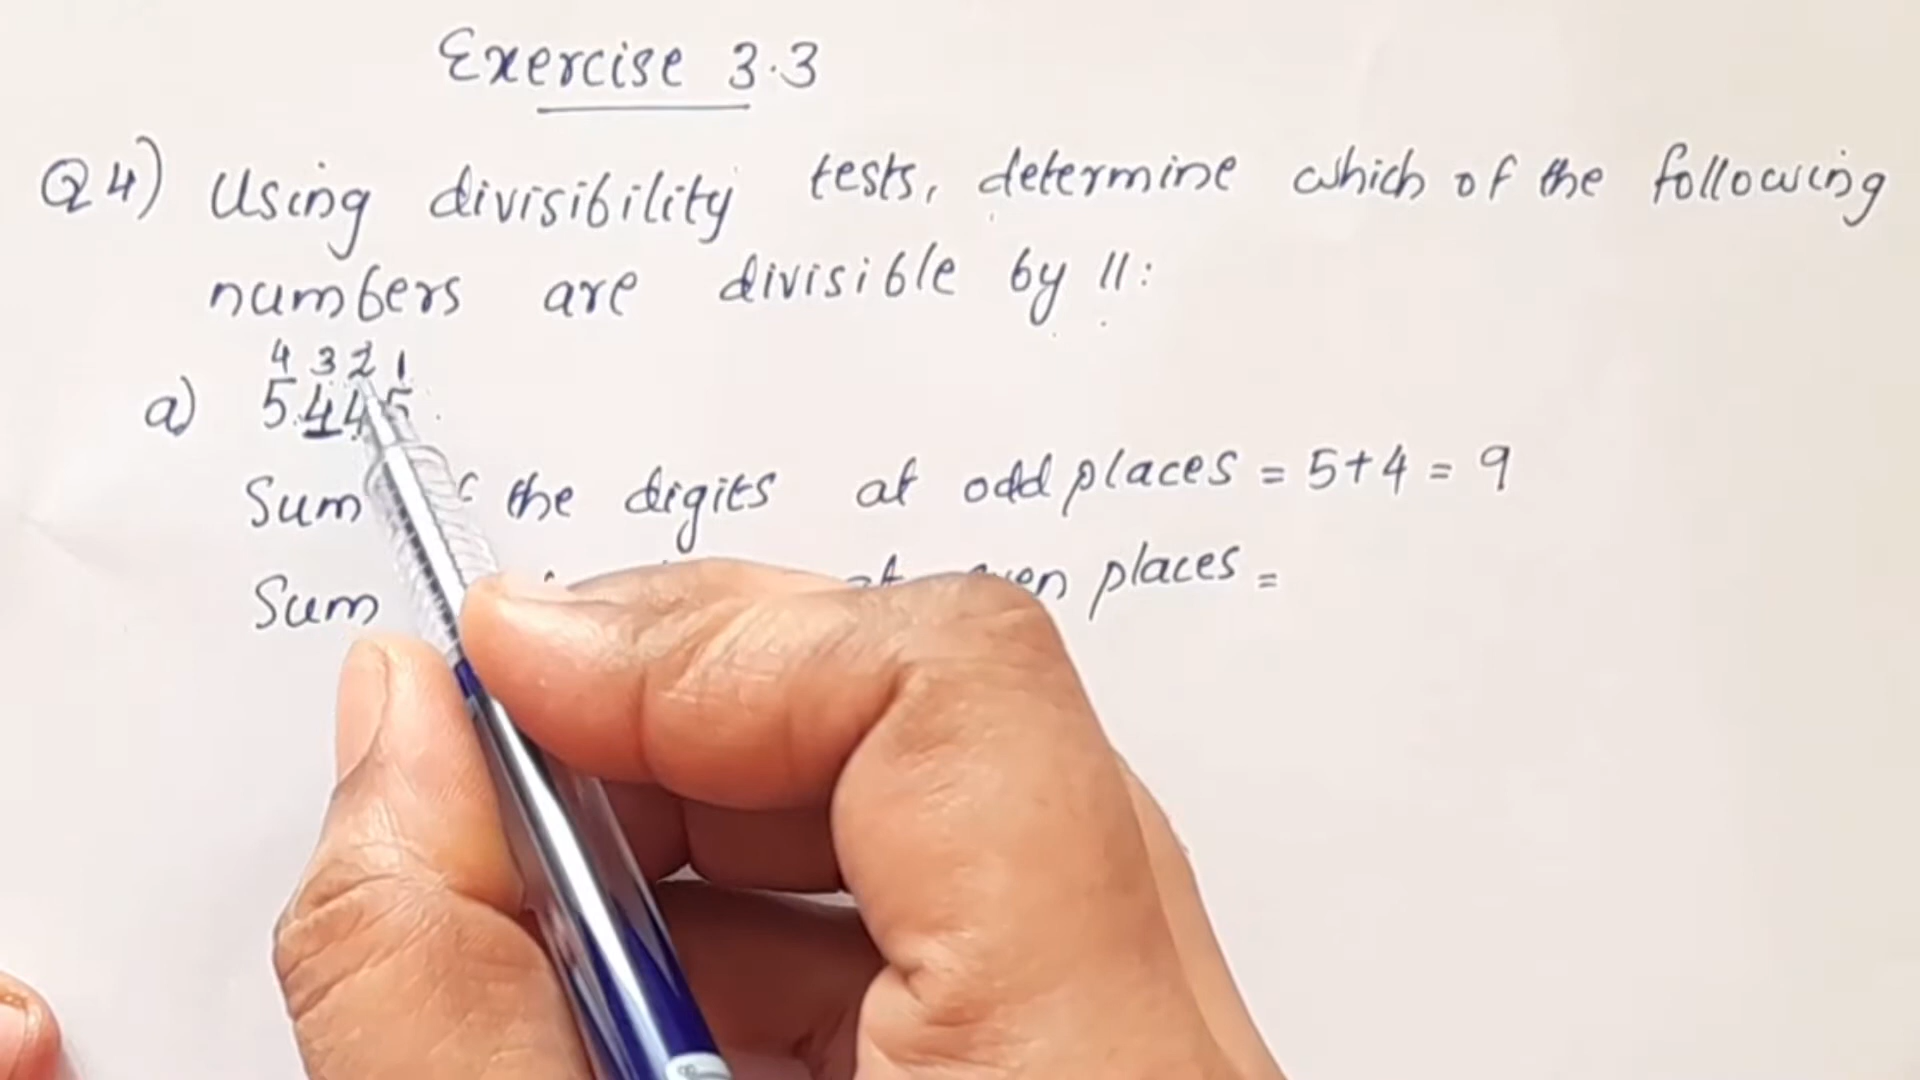 Exercise 3.3
Q4) Using divisibility tests, determine which of the following
numbers are divisible by 11:
4 3 2 1
a) 5445
Sum the digits at odd places = 5+4 = 9
Sum places =